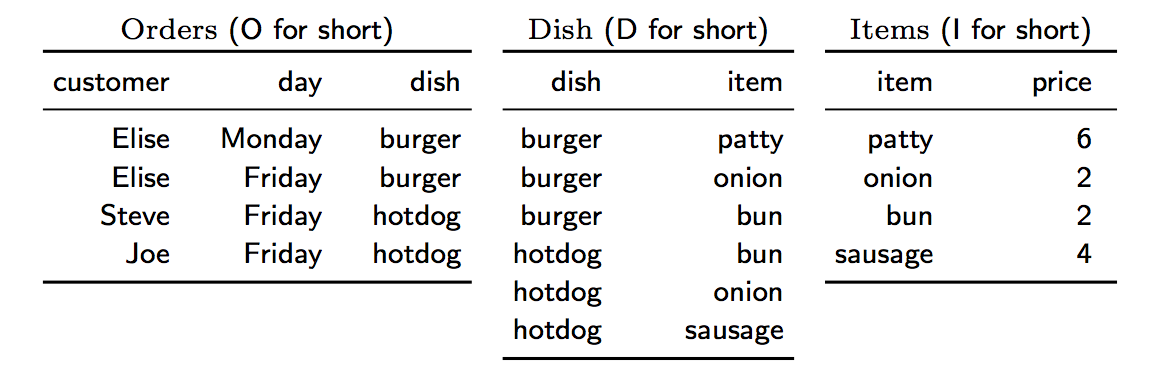 Orders (O for short) Dish (D for short) Items (I for short)
customer day dish dish item item price
Elise Monday burger burger patty patty 6
Elise Friday burger burger onion onion 2
Steve Friday hotdog burger bun bun 2
Joe Friday hotdog hotdog bun sausage 4
hotdog onion
hotdog sausage